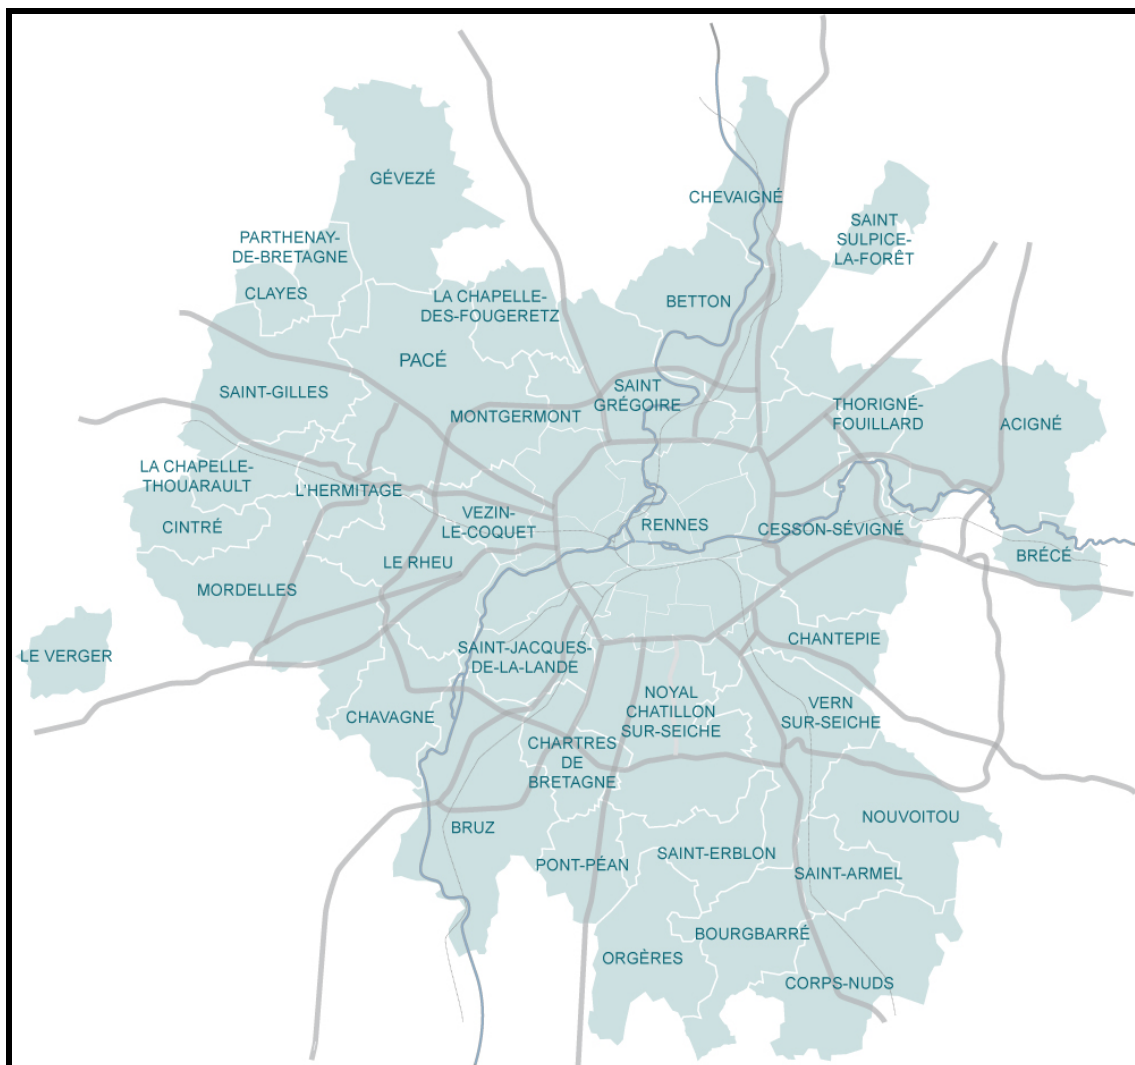 GÉVEZÉ
CHEVAIGNÉ
SAINT
SULPICE-
LA-FORÊT
PARTHENAY-
DE-BRETAGNE
CLAYES
LA CHAPELLE-
DES-FOUGERETZ
BETTON
PACÉ
SAINT-GILLES
SAINT
GRÉGOIRE
MONTGERMONT
THORIGNÉ-
FOUILLARD
ACIGNÉ
LA CHAPELLE-
THOUARAULT
L'HERMITAGE
CINTRÉ
VEZIN-
LE-COQUET
RENNES
CESSON-SÉVIGNÉ
BRÉCÉ
LE RHEU
MORDELLES
LE VERGER
SAINT-JACQUES-
DE-LA-LANDE
CHANTEPIE
CHAVAGNE
NOYAL
CHATILLON
SUR-SEICHE
VERN
SUR-SEICHE
CHARTRES
DE
BRETAGNE
BRUZ
NOUVOITOU
PONT-PÉAN
SAINT-ERBLON
SAINT-ARMEL
BOURGBARRÉ
ORGÈRES
CORPS-NUDS